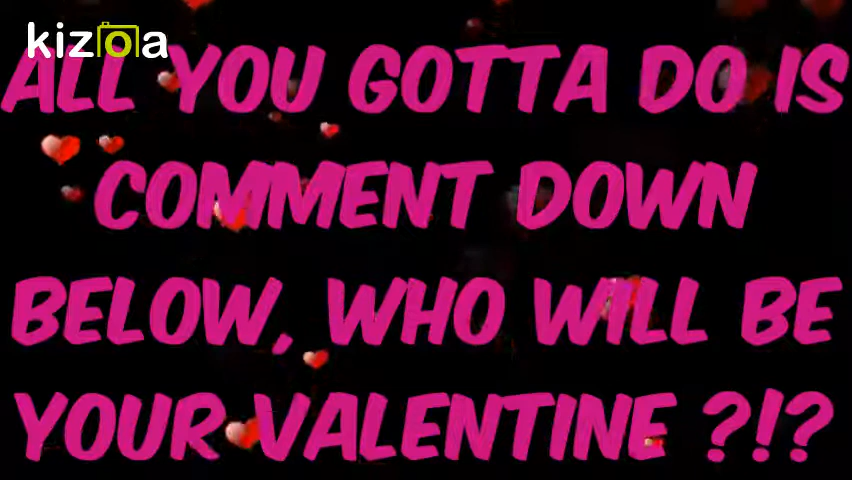 kizoa
ALL YOU GOTTA DO IS
COMMENT DOWN
BELOW, WHO WILL BE
YOUR VALENTINE ?!?